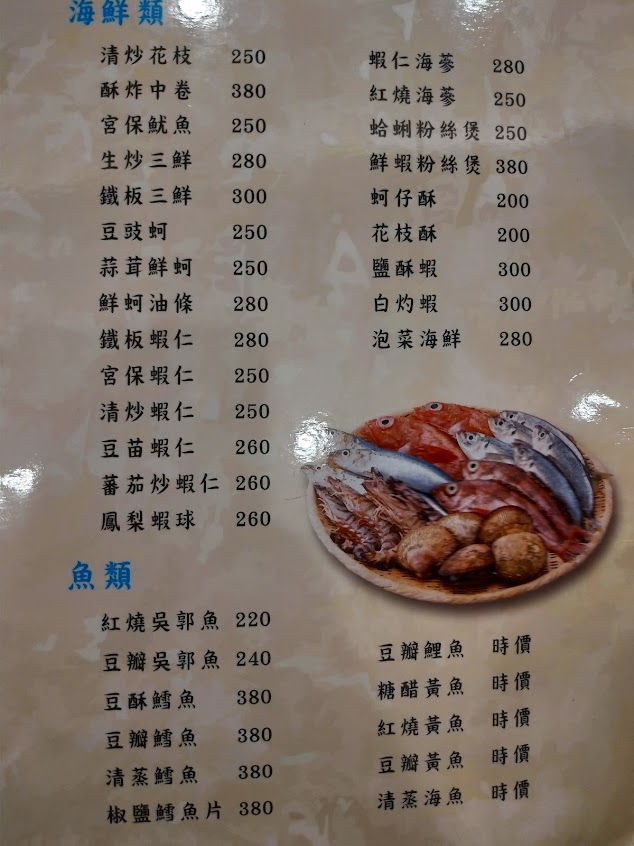 海鮮類
清炒花枝 250
酥炸中卷 380
宮保魷魚 250
生炒三鮮 280
鐵板三鮮 300
豆豉蚵 250
蒜茸鮮蚵 250
鮮蚵油條 280
鐵板蝦仁 280
宮保蝦仁 250
清炒蝦仁 250
豆苗蝦仁 260
蕃茄炒蝦仁 260
鳳梨蝦球 260
蝦仁海蔘 280
紅燒海蔘 250
蛤蜊粉絲煲 250
鮮蝦粉絲煲 380
蚵仔酥 200
花枝酥 200
鹽酥蝦 300
白灼蝦 300
泡菜海鮮 280
魚類
紅燒吳郭魚 220
豆瓣吳郭魚 240
豆酥鱈魚 380
豆瓣鱈魚 380
清蒸鱈魚 380
椒鹽鱈魚片 380
豆瓣鯉魚 時價
糖醋黃魚 時價
紅燒黃魚 時價
豆瓣黃魚 時價
清蒸海魚 時價